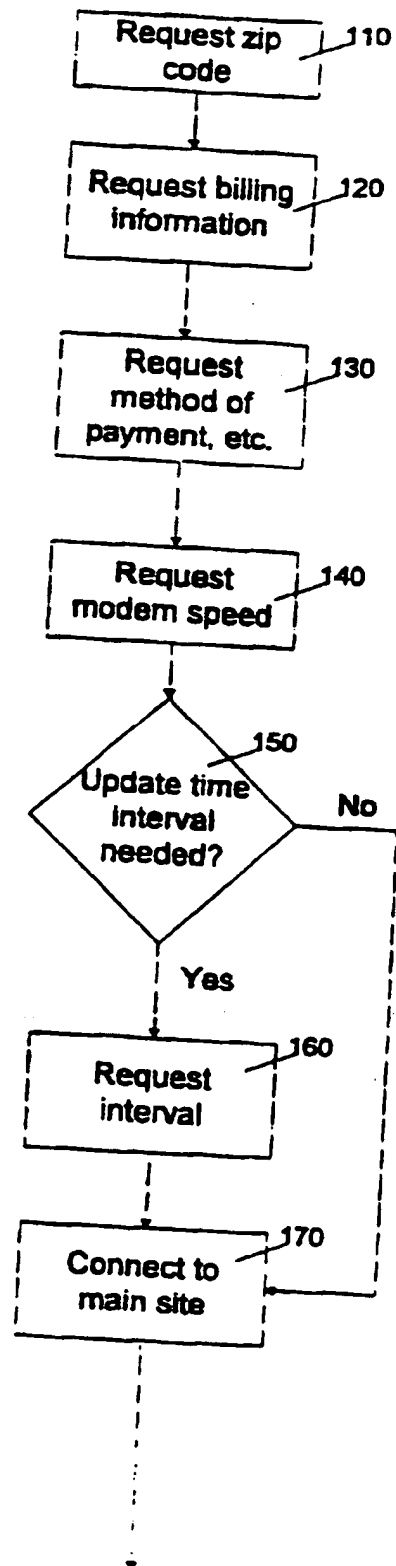 Request zip
code
110
Request billing
information
120
Request
method of
payment, etc.
130
Request
modem speed
140
150
Update time
interval
needed?
No
Yes
160
Request
interval
170
Connect to
main site